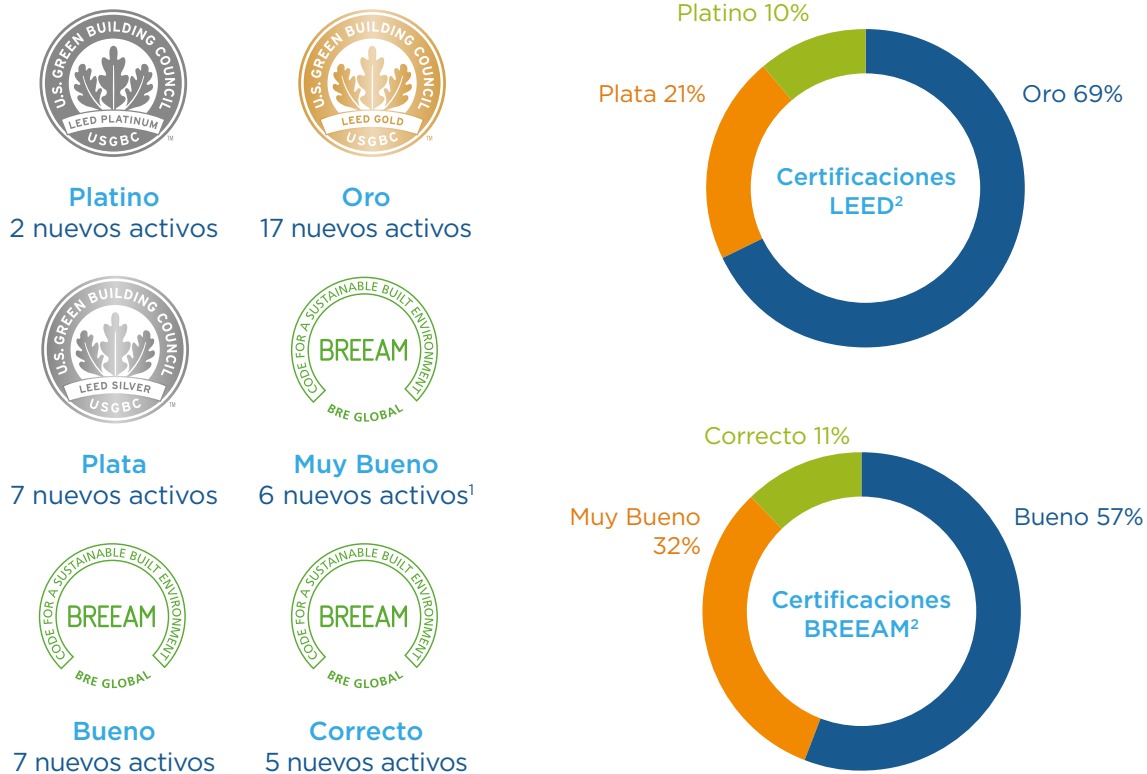 U.S. GREEN BUILDING COUNCIL
LEED PLATINUM
USGBC
TM
Platino
2 nuevos activos
U.S. GREEN BUILDING COUNCIL
LEED GOLD
USGBC
TM
Oro
17 nuevos activos
U.S. GREEN BUILDING COUNCIL
LEED SILVER
USGBC
TM
Plata
7 nuevos activos
CODE FOR A SUSTAINABLE BUILT ENVIRONMENT
BREEAM
BRE GLOBAL
Muy Bueno
6 nuevos activos¹
CODE FOR A SUSTAINABLE BUILT ENVIRONMENT
BREEAM
BRE GLOBAL
Bueno
7 nuevos activos
CODE FOR A SUSTAINABLE BUILT ENVIRONMENT
BREEAM
BRE GLOBAL
Correcto
5 nuevos activos
Platino 10%
Plata 21%
Oro 69%
Certificaciones
LEED²
Correcto 11%
Muy Bueno
32%
Bueno 57%
Certificaciones
BREEAM²